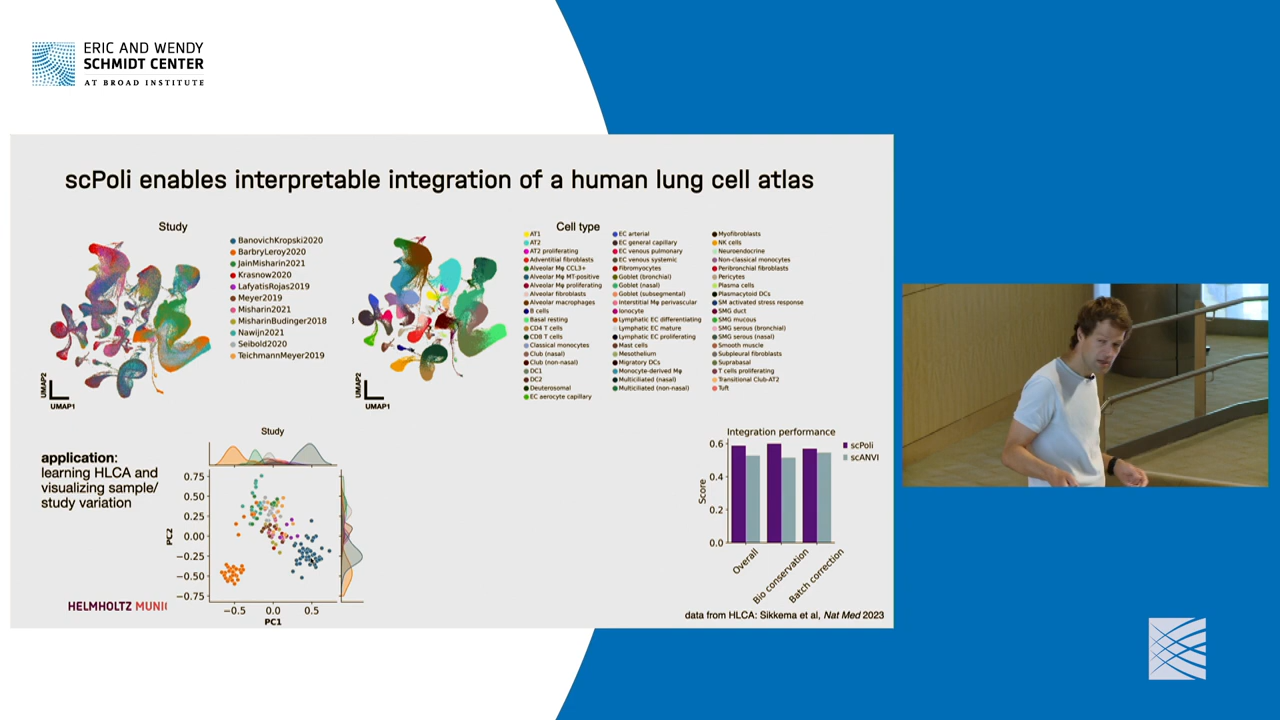 ERIC AND WENDY
SCHMIDT CENTER
AT BROAD INSTITUTE
scPoli enables interpretable integration of a human lung cell atlas
Study
BanovichKropski2020
BarbryLeroy2020
JainMisharin2021
Krasnow2020
LafyatisRojas2019
Meyer2019
Misharin2021
MisharinBudinger2018
Nawijn2021
Seibold2020
TeichmannMeyer2019
UMAP2
UMAP1
Cell type
AT1
AT2
AT2 proliferating
Adventitial fibroblasts
Alveolar Mφ CCL3+
Alveolar Mφ MT-positive
Alveolar Mφ proliferating
Alveolar fibroblasts
Alveolar macrophages
B cells
Basal resting
CD4 T cells
CD8 T cells
Classical monocytes
Club (nasal)
Club (non-nasal)
DC1
DC2
Deuterosomal
EC aerocyte capillary
EC arterial
EC general capillary
EC venous pulmonary
EC venous systemic
Fibromyocytes
Goblet (bronchial)
Goblet (nasal)
Goblet (subsegmental)
Interstitial Mφ perivascular
Ionocyte
Lymphatic EC differentiating
Lymphatic EC mature
Lymphatic EC proliferating
Mast cells
Mesothelium
Migratory DCs
Monocyte-derived Mφ
Multiciliated (nasal)
Multiciliated (non-nasal)
Myofibroblasts
NK cells
Neuroendocrine
Non-classical monocytes
Peribronchial fibroblasts
Pericytes
Plasma cells
Plasmacytoid DCs
SM activated stress response
SMG duct
SMG mucous
SMG serous (bronchial)
SMG serous (nasal)
Smooth muscle
Subpleural fibroblasts
Suprabasal
T cells proliferating
Transitional Club-AT2
Tuft
UMAP2
UMAP1
application:
learning HLCA and
visualizing sample/
study variation
Study
0.75
0.50
0.25
0.00
−0.25
−0.50
−0.75
PC2
−0.5 0.0 0.5
PC1
Integration performance
scPoli
scANVI
0.6
0.4
0.2
0.0
Score
Overall
Bio conservation
Batch correction
HELMHOLTZ MUNI
data from HLCA: Sikkema et al, Nat Med 2023